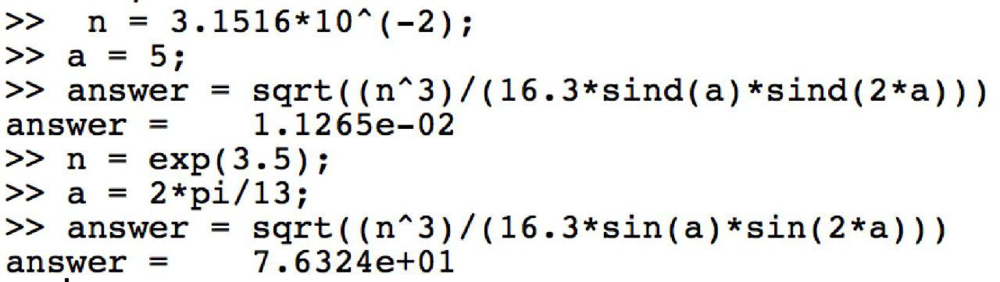 >>  n = 3.1516*10^(-2);
>> a = 5;
>> answer = sqrt((n^3)/(16.3*sind(a)*sind(2*a)))
answer =    1.1265e-02
>> n = exp(3.5);
>> a = 2*pi/13;
>> answer = sqrt((n^3)/(16.3*sin(a)*sin(2*a)))
answer =    7.6324e+01